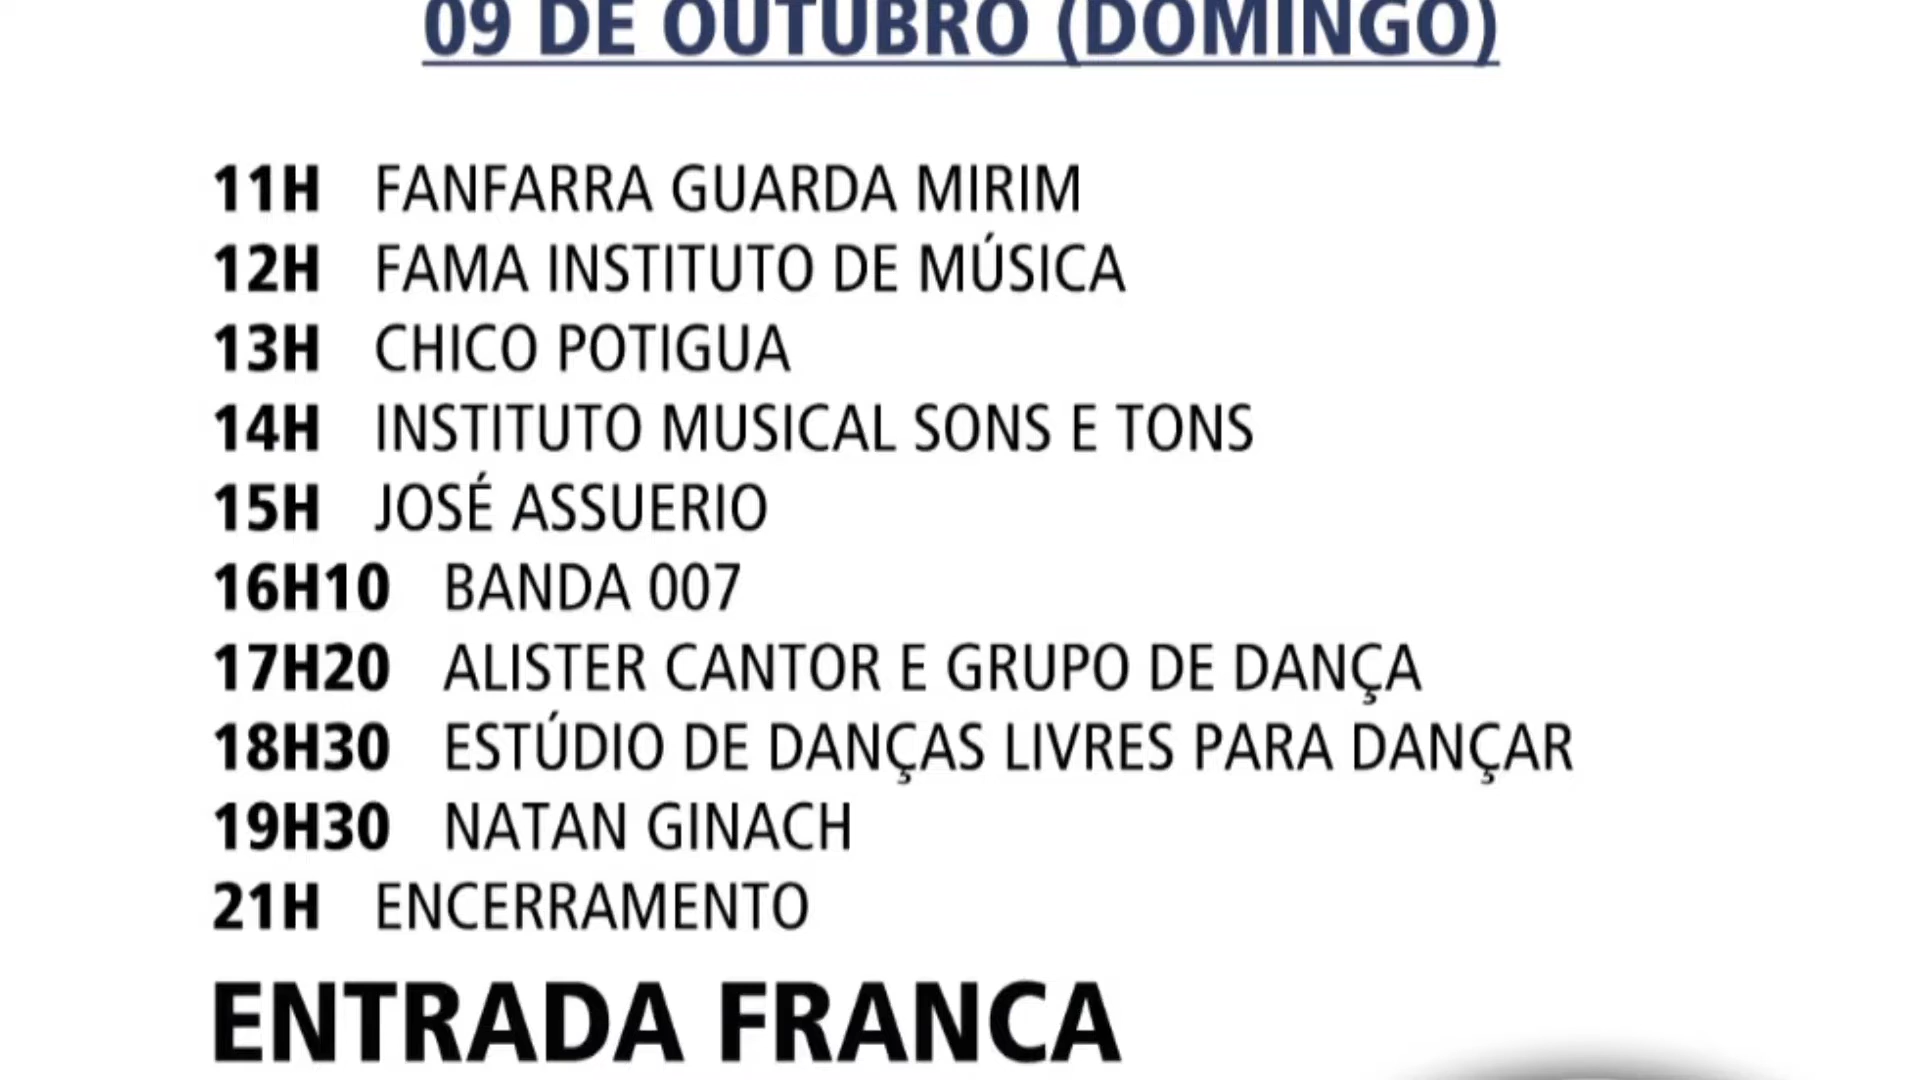 09 DE OUTUBRO (DOMINGO)
11H FANFARRA GUARDA MIRIM
12H FAMA INSTITUTO DE MÚSICA
13H CHICO POTIGUA
14H INSTITUTO MUSICAL SONS E TONS
15H JOSÉ ASSUERIO
16H10 BANDA 007
17H20 ALISTER CANTOR E GRUPO DE DANÇA
18H30 ESTÚDIO DE DANÇAS LIVRES PARA DANÇAR
19H30 NATAN GINACH
21H ENCERRAMENTO
ENTRADA FRANCA